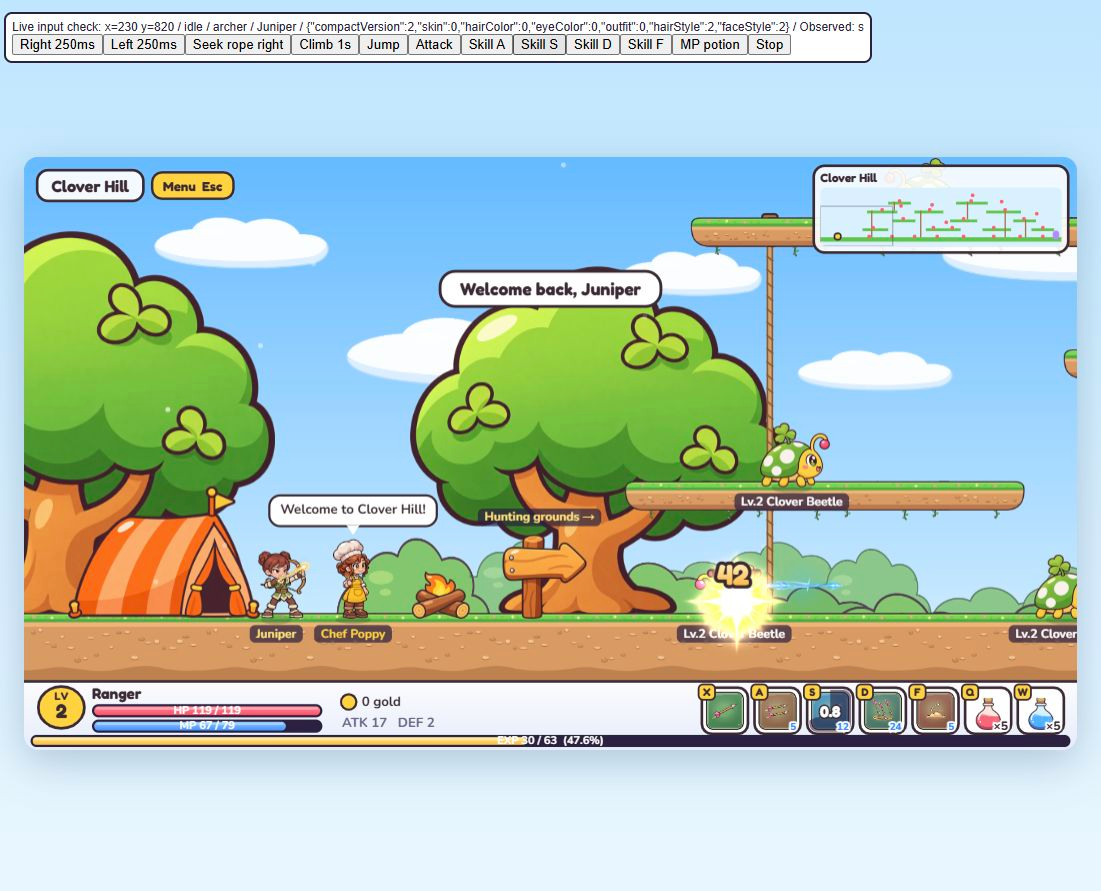 Live input check: x=230 y=820 / idle / archer / Juniper / {"compactVersion":2,"skin":0,"hairColor":0,"eyeColor":0,"outfit":0,"hairStyle":2,"faceStyle":2} / Observed: s
Right 250ms Left 250ms Seek rope right Climb 1s Jump Attack Skill A Skill S Skill D Skill F MP potion Stop
Clover Hill
Menu Esc
Clover Hill
Welcome back, Juniper
Welcome to Clover Hill!
Hunting grounds →
Lv.2 Clover Beetle
42
Juniper
Chef Poppy
Lv.2 Clo Beetle
Lv.2 Clover
LV
2
Ranger
HP 119 / 119
MP 67 / 79
0 gold
ATK 17 DEF 2
X
A
5
S
0.8
12
D
24
F
5
Q
×5
W
×5
EXP 30 / 63 (47.6%)